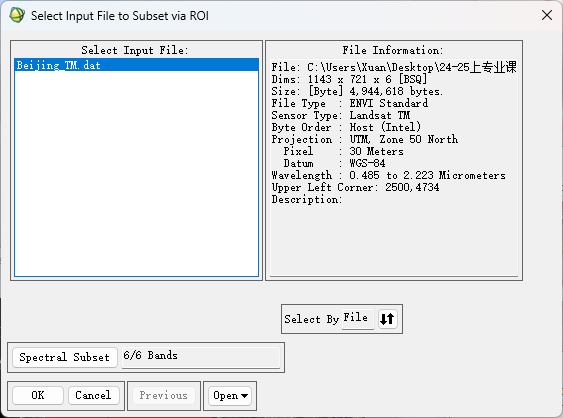 Select Input File to Subset via ROI
Select Input File:
Beijing_TM.dat
File Information:
File: C:\Users\Xuan\Desktop\24-25上专业课
Dims: 1143 x 721 x 6 [BSQ]
Size: [Byte] 4,944,618 bytes.
File Type : ENVI Standard
Sensor Type: Landsat TM
Byte Order : Host (Intel)
Projection : UTM, Zone 50 North
Pixel : 30 Meters
Datum : WGS-84
Wavelength : 0.485 to 2.223 Micrometers
Upper Left Corner: 2500,4734
Description:
Select By File
Spectral Subset 6/6 Bands
OK Cancel Previous Open